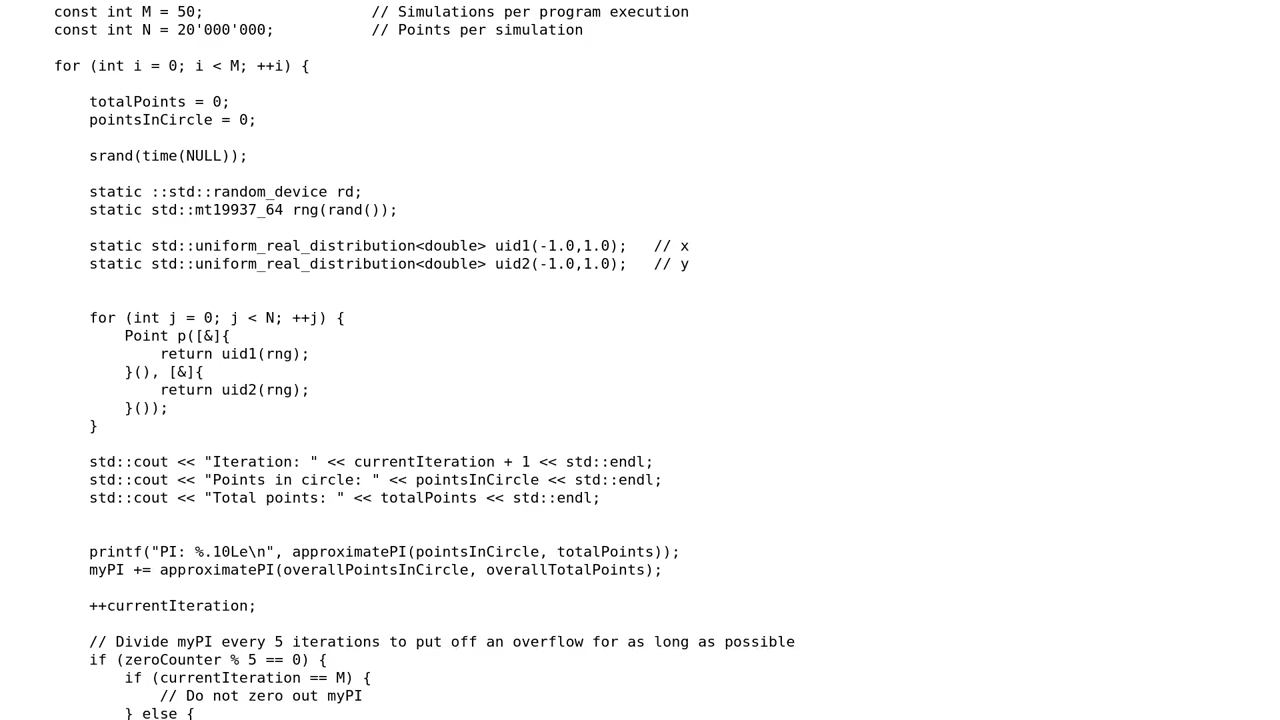 const int M = 50;                   // Simulations per program execution
const int N = 20'000'000;           // Points per simulation
for (int i = 0; i < M; ++i) {
    totalPoints = 0;
    pointsInCircle = 0;
    srand(time(NULL));
    static ::std::random_device rd;
    static std::mt19937_64 rng(rand());
    static std::uniform_real_distribution<double> uid1(-1.0,1.0);   // x
    static std::uniform_real_distribution<double> uid2(-1.0,1.0);   // y
    for (int j = 0; j < N; ++j) {
        Point p([&]{
            return uid1(rng);
        }(), [&]{
            return uid2(rng);
        }());
    }
    std::cout << "Iteration: " << currentIteration + 1 << std::endl;
    std::cout << "Points in circle: " << pointsInCircle << std::endl;
    std::cout << "Total points: " << totalPoints << std::endl;
    printf("PI: %.10Le\n", approximatePI(pointsInCircle, totalPoints));
    myPI += approximatePI(overallPointsInCircle, overallTotalPoints);
    ++currentIteration;
    // Divide myPI every 5 iterations to put off an overflow for as long as possible
    if (zeroCounter % 5 == 0) {
        if (currentIteration == M) {
            // Do not zero out myPI
        } else {